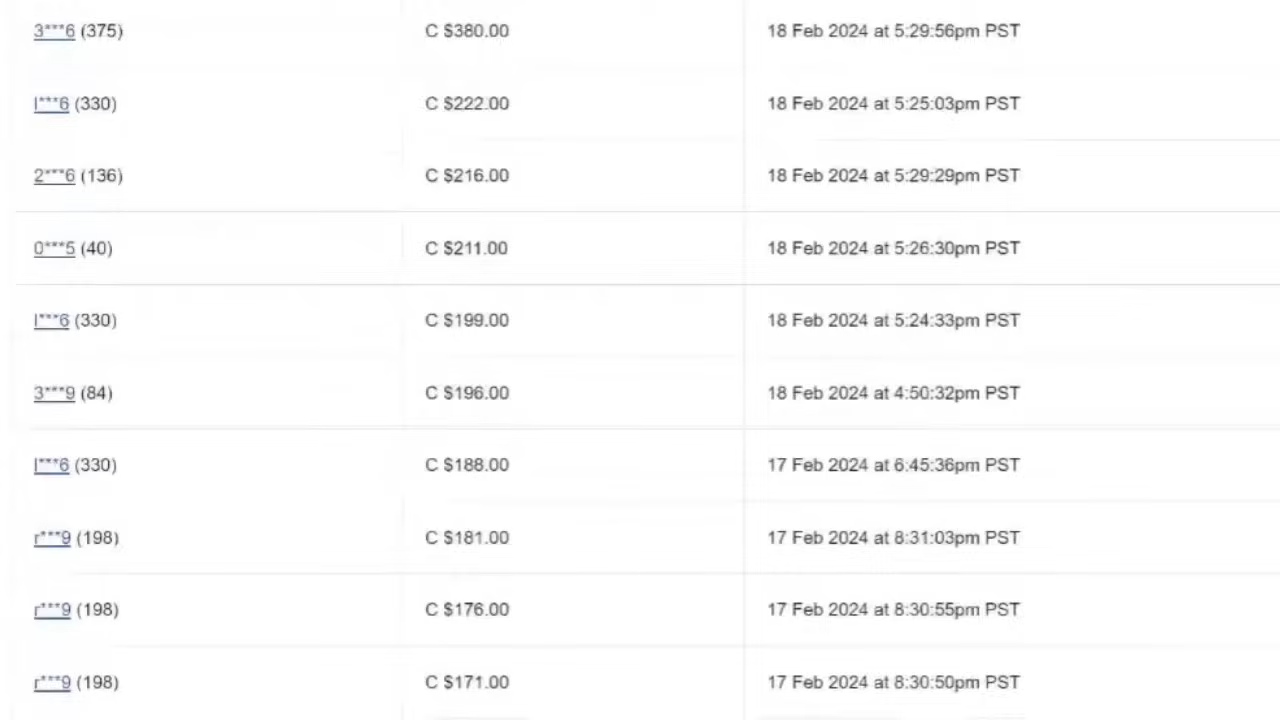 3***6 (375) C $380.00 18 Feb 2024 at 5:29:56pm PST
l***6 (330) C $222.00 18 Feb 2024 at 5:25:03pm PST
2***6 (136) C $216.00 18 Feb 2024 at 5:29:29pm PST
0***5 (40) C $211.00 18 Feb 2024 at 5:26:30pm PST
l***6 (330) C $199.00 18 Feb 2024 at 5:24:33pm PST
3***9 (84) C $196.00 18 Feb 2024 at 4:50:32pm PST
l***6 (330) C $188.00 17 Feb 2024 at 6:45:36pm PST
r***9 (198) C $181.00 17 Feb 2024 at 8:31:03pm PST
r***9 (198) C $176.00 17 Feb 2024 at 8:30:55pm PST
r***9 (198) C $171.00 17 Feb 2024 at 8:30:50pm PST